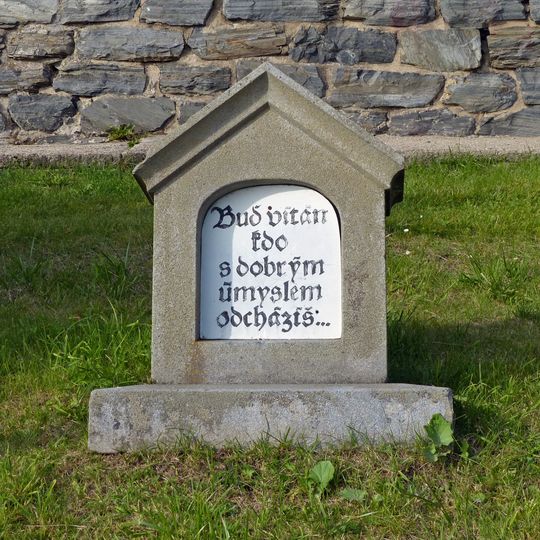 Buď vítán
kdo
s dobrým
úmyslem
odcházíš:...